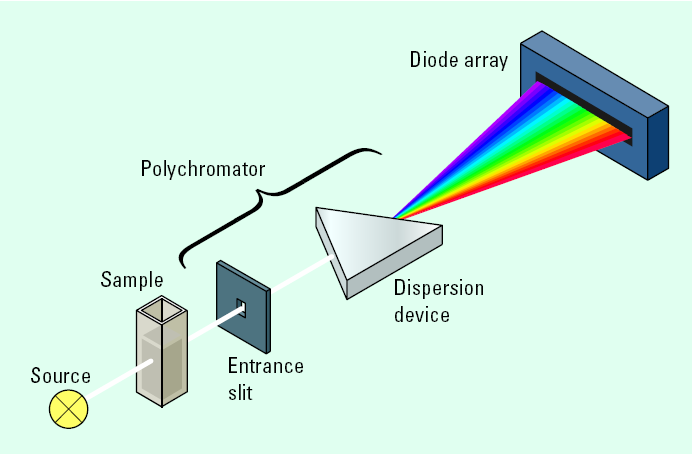 Diode array
Polychromator
Sample
Dispersion
device
Entrance
slit
Source